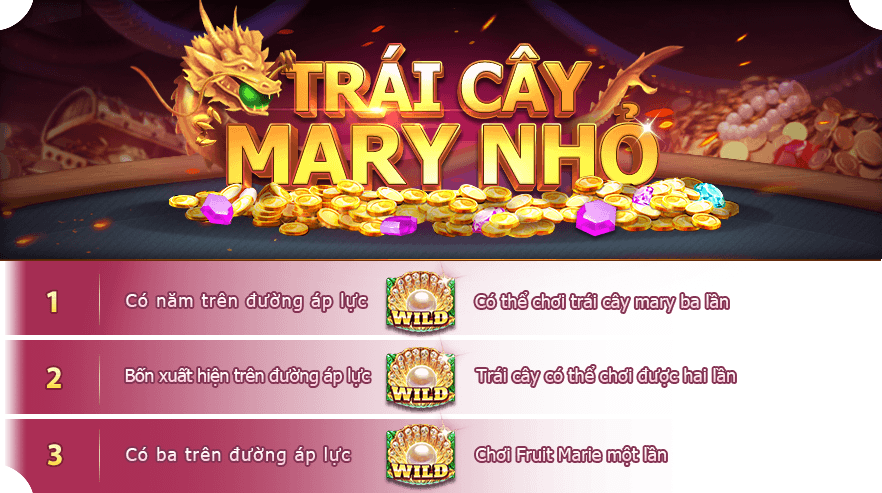 TRÁI CÂY
MARY NHỎ
1 Có năm trên đường áp lực WILD Có thể chơi trái cây mary ba lần
2 Bốn xuất hiện trên đường áp lực WILD Trái cây có thể chơi được hai lần
3 Có ba trên đường áp lực WILD Chơi Fruit Marie một lần